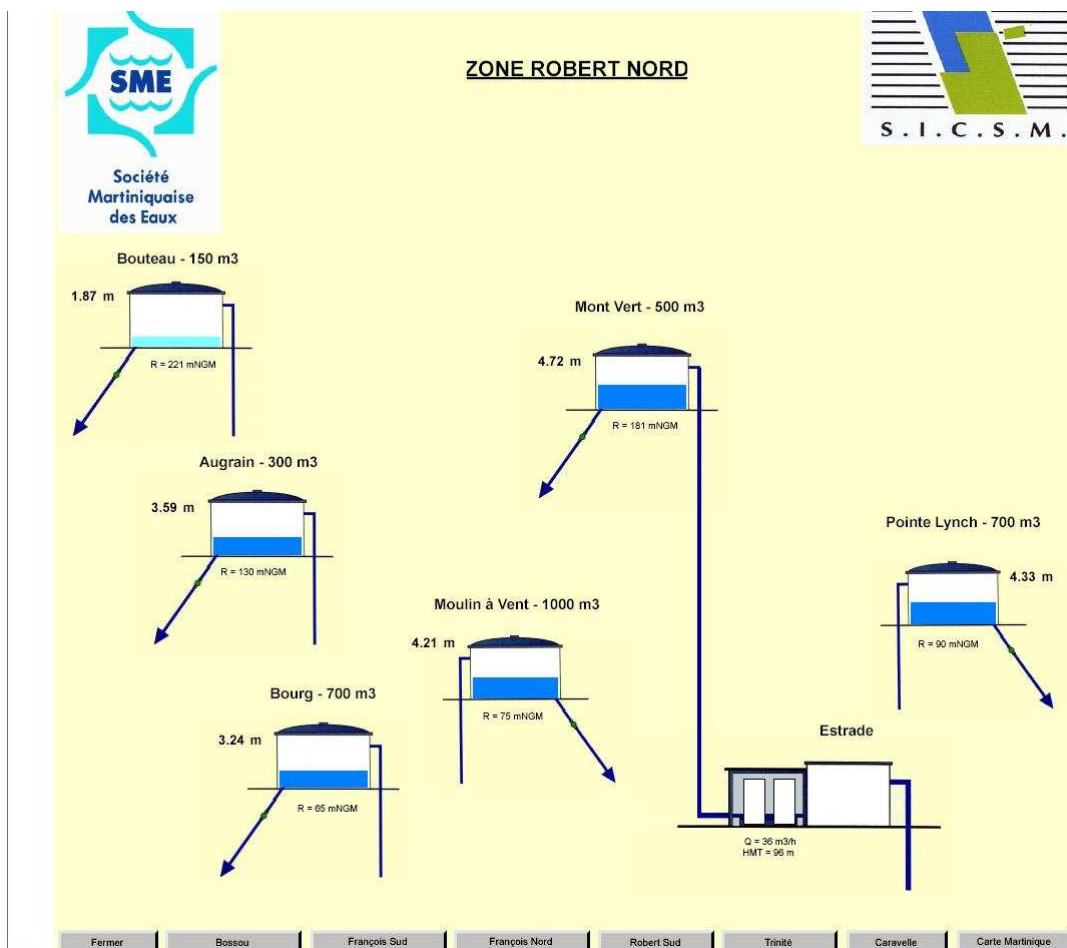 SME
Société
Martiniquaise
des Eaux
ZONE ROBERT NORD
S.I.C.S.M.
Bouteau - 150 m3
1.87 m
R = 221 mNGM
Mont Vert - 500 m3
4.72 m
R = 181 mNGM
Augrain - 300 m3
3.59 m
R = 130 mNGM
Pointe Lynch - 700 m3
4.33 m
R = 90 mNGM
Moulin à Vent - 1000 m3
4.21 m
R = 75 mNGM
Bourg - 700 m3
3.24 m
R = 65 mNGM
Estrade
Q = 36 m3/h
HMT = 96 m
Fermer
Bossou
François Sud
François Nord
Robert Sud
Trinité
Caravelle
Carte Martinique